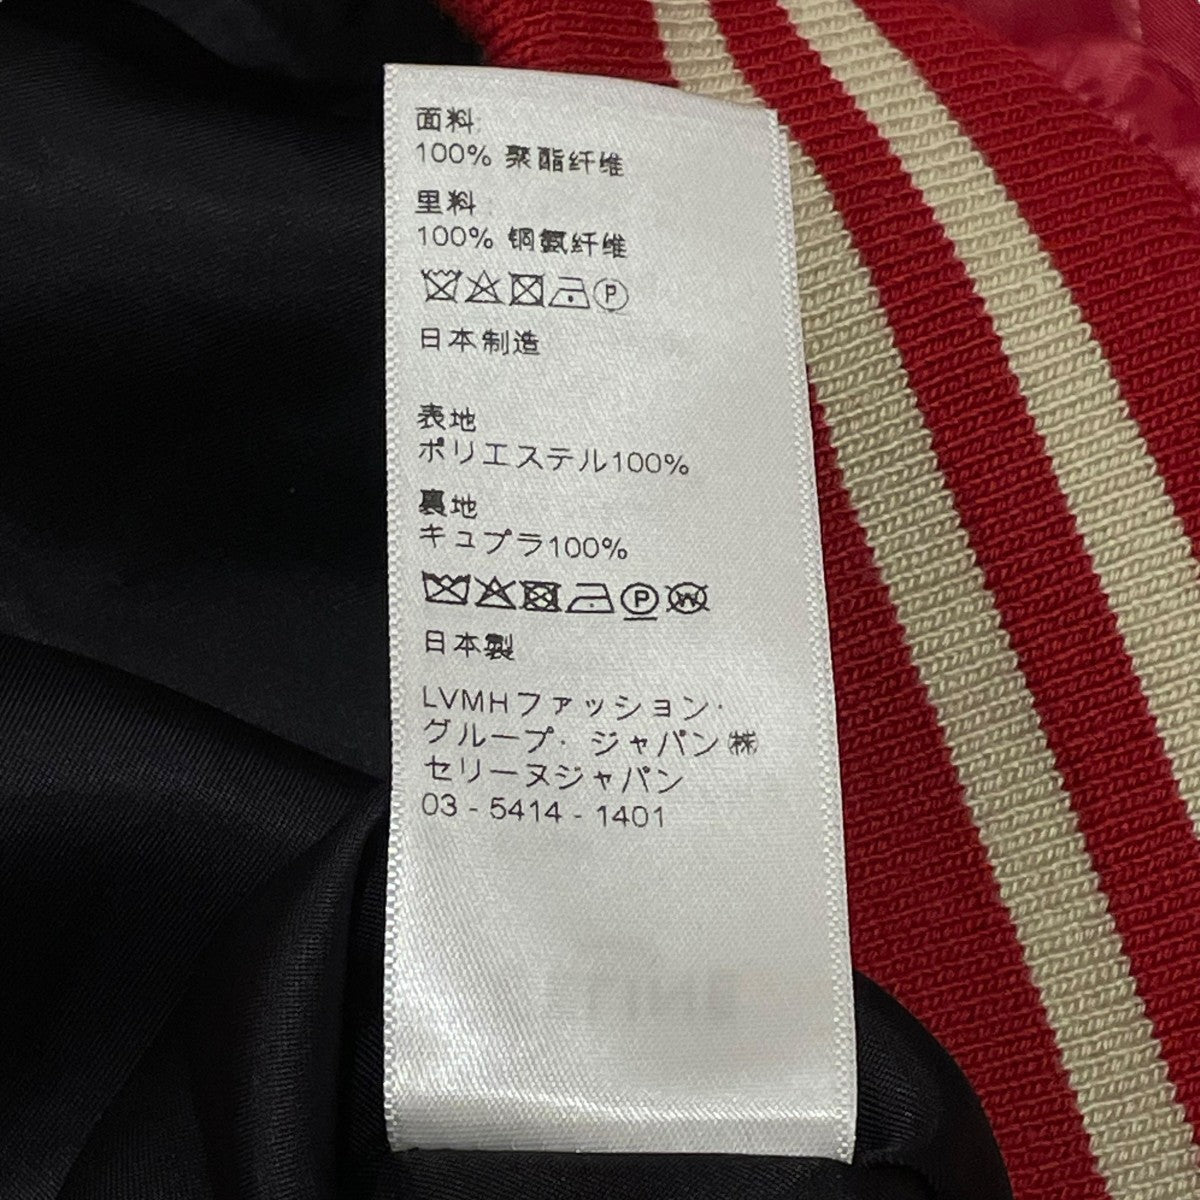 面料:
100% 聚酯纤维
里料:
100% 铜氨纤维
P
日本制造
表地
ポリエステル100%
裏地
キュプラ100%
P W
日本製
LVMHファッション・
グループ・ジャパン㈱
セリーヌジャパン
03 - 5414 - 1401